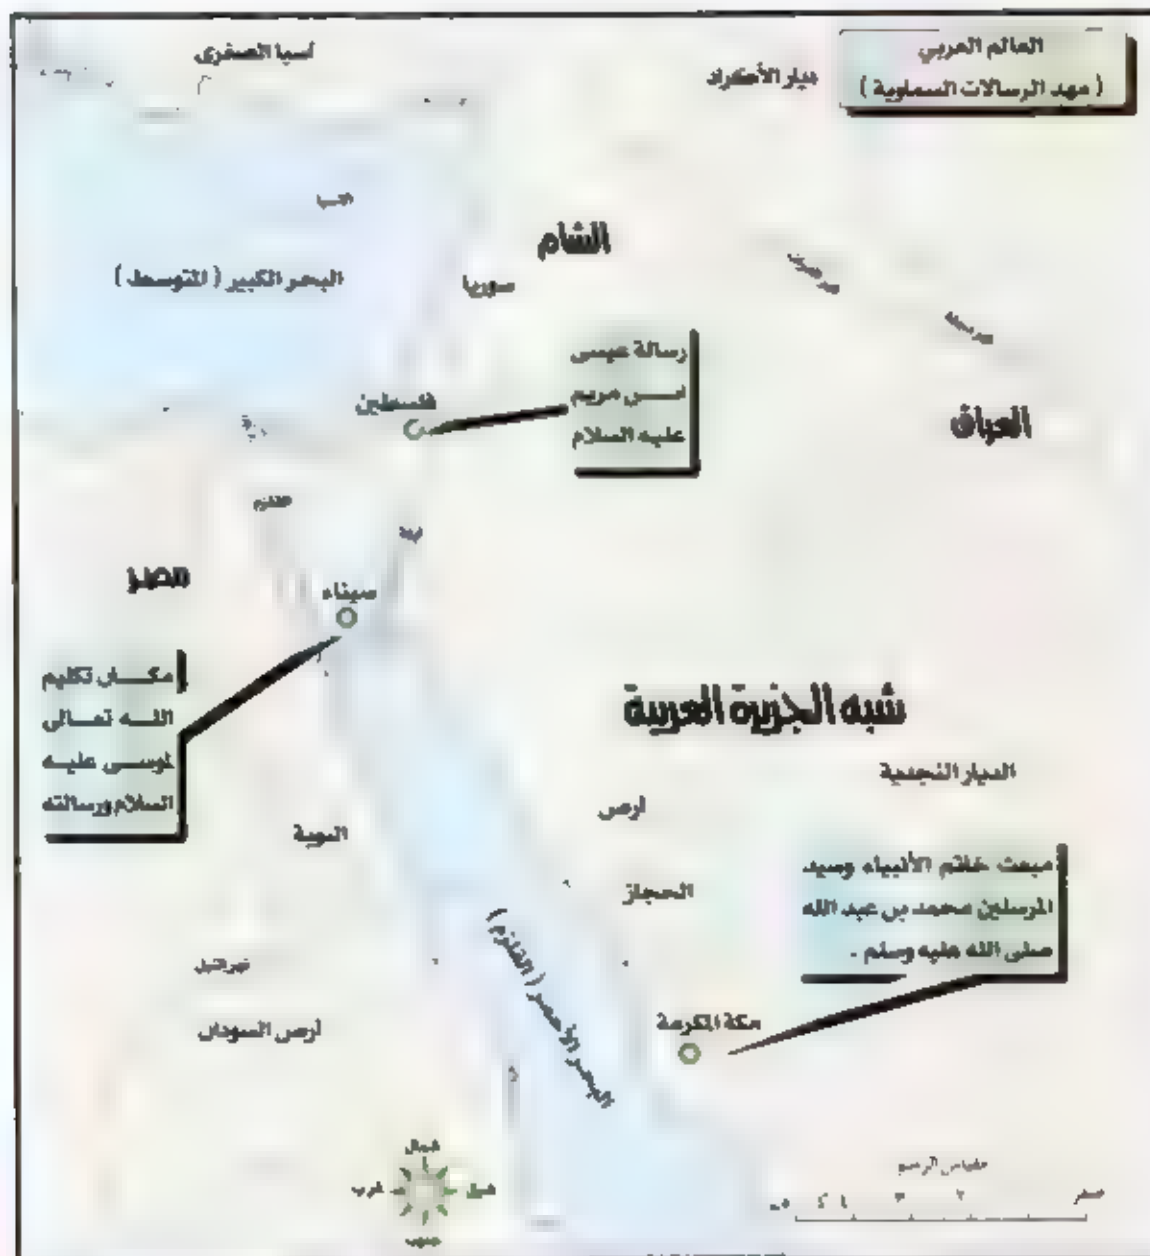 العالم العربي
( مهد الرسالات السماوية )
آسيا الصغرى
ديار الأكراد
الشام
البحر الكبير ( المتوسط )
سوريا
رسالة عيسى
ابن مريم
عليه السلام
فلسطين
العراق
القلزم
مصر
سيناء
مكان تكليم
الله تعالى
لموسى عليه
السلام ورسالته
شبه الجزيرة العربية
الديار النجدية
أرض
الحجاز
النوبة
مبعث خاتم الأنبياء وسيد
المرسلين محمد بن عبد الله
صلى الله عليه وسلم .
البحر الأحمر ( القلزم )
نهر النيل
أرض السودان
مكة المكرمة
شمال
شرق
غرب
جنوب
مقياس الرسم
صفر